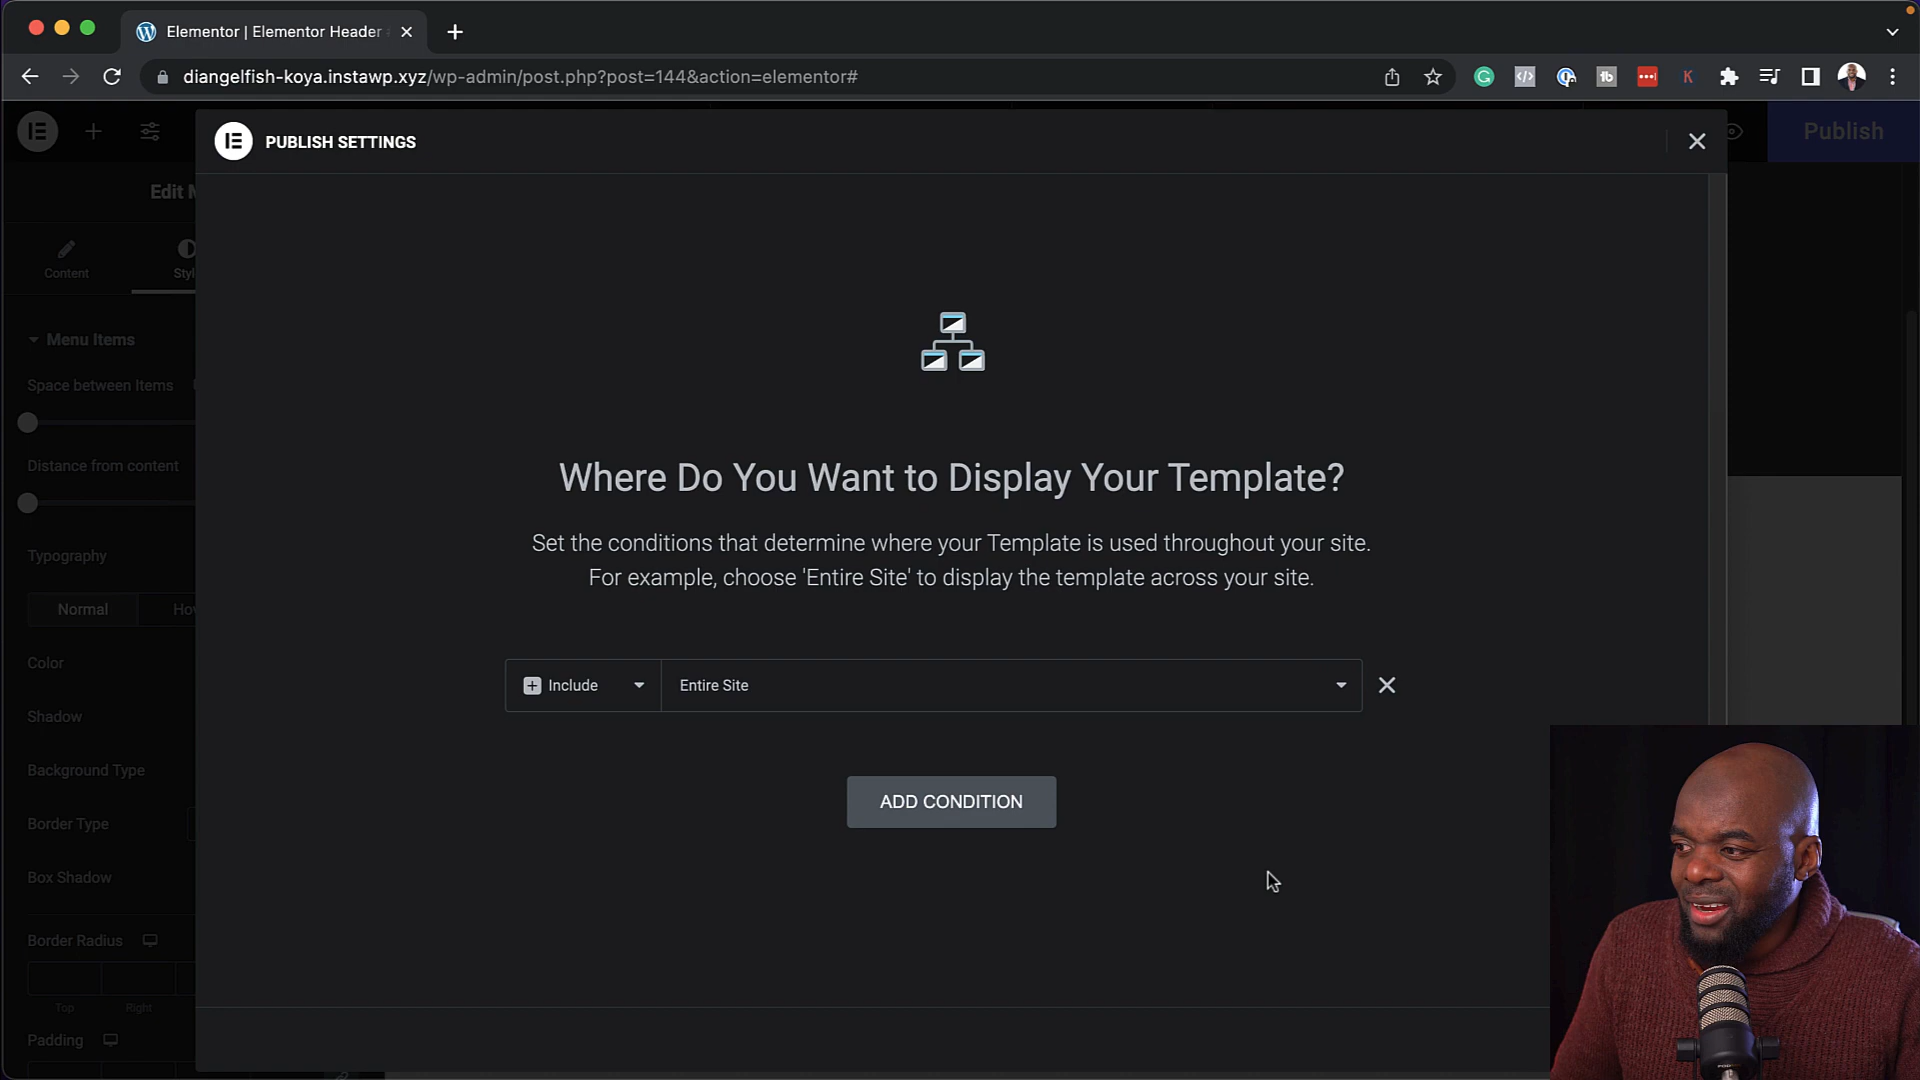 Elementor | Elementor Header
diangelfish-koya.instawp.xyz/wp-admin/post.php?post=144&action=elementor#
PUBLISH SETTINGS
Publish
Edit M
Content
Styl
Menu Items
Space between Items
Distance from content
Typography
Normal
Hov
Color
Shadow
Background Type
Border Type
Box Shadow
Border Radius
Top Right
Padding
Where Do You Want to Display Your Template?
Set the conditions that determine where your Template is used throughout your site.
For example, choose 'Entire Site' to display the template across your site.
Include
Entire Site
ADD CONDITION